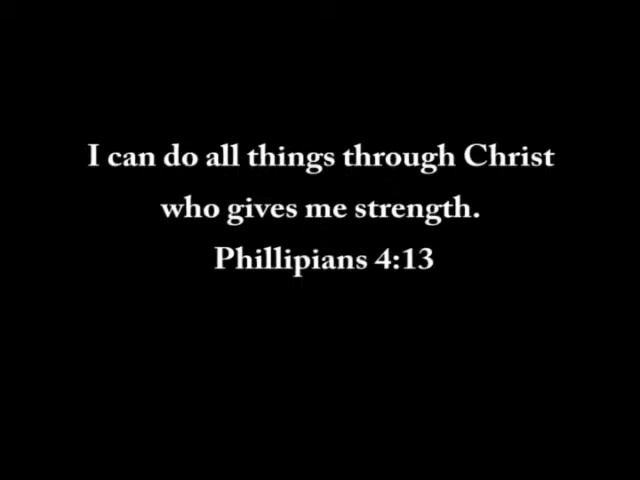 I can do all things through Christ
who gives me strength.
Phillipians 4:13